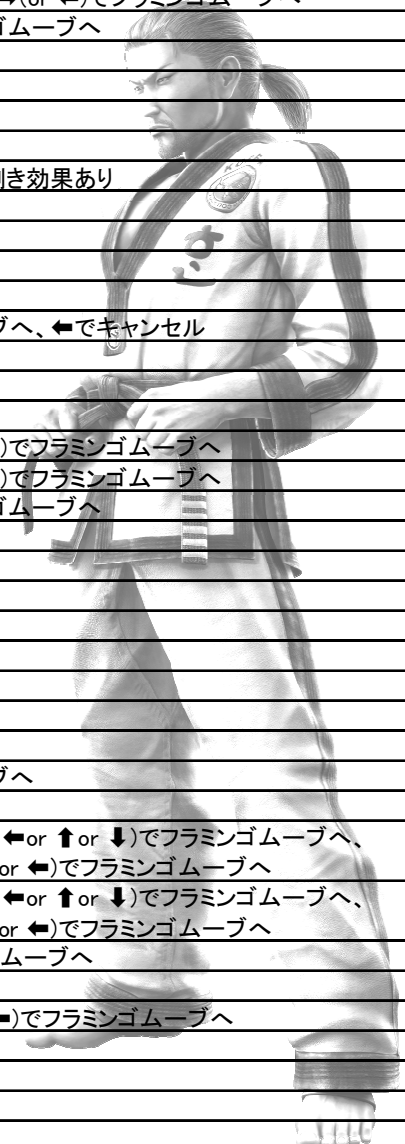 (or ←)でフラミンゴムーブへ
ゴムーブへ
削き効果あり
ブへ、⬅でキャンセル
)でフラミンゴムーブへ
)でフラミンゴムーブへ
ゴムーブへ
ブへ
⬅or ⬆or ⬇)でフラミンゴムーブへ、
or ⬅)でフラミンゴムーブへ
⬅or ⬆or ⬇)でフラミンゴムーブへ、
or ⬅)でフラミンゴムーブへ
ムーブへ
⬅)でフラミンゴムーブへ